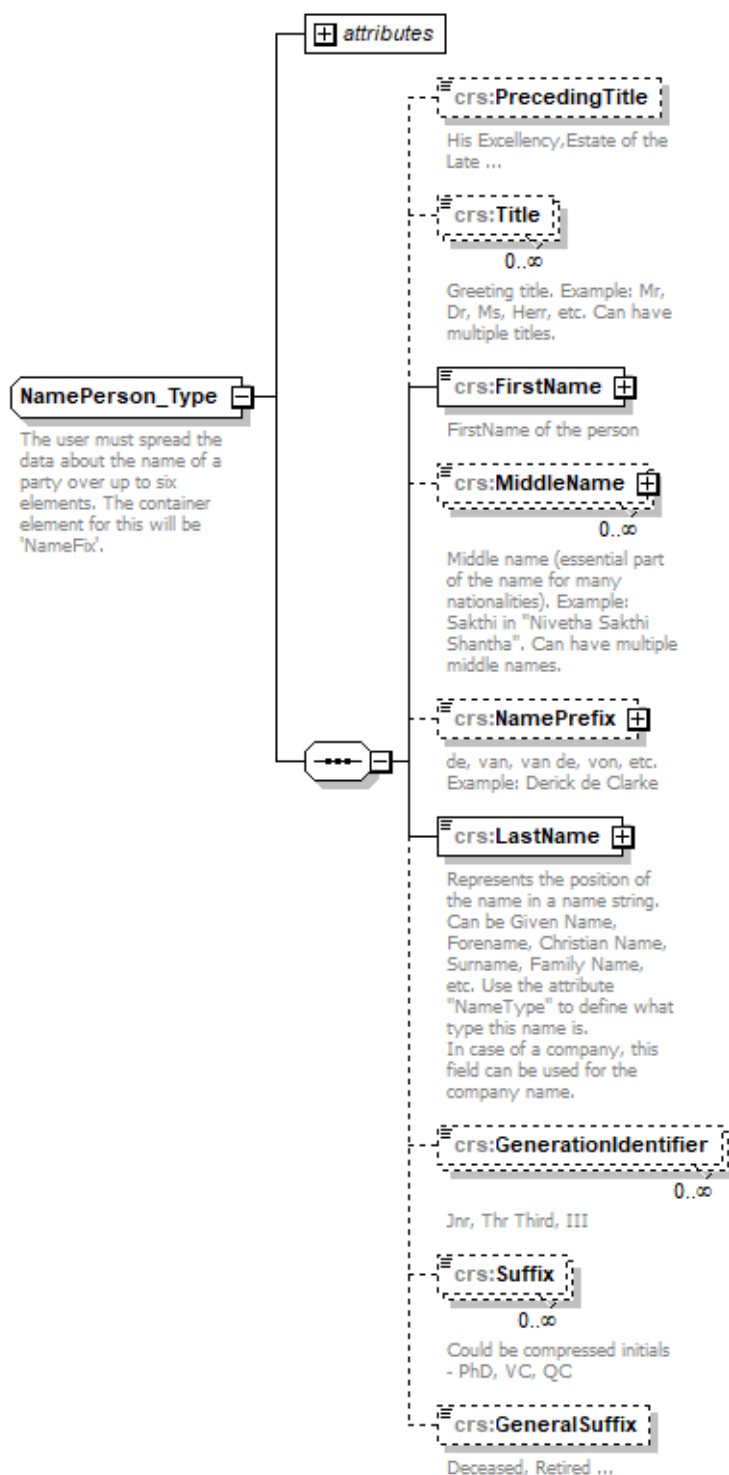 attributes
crs:PrecedingTitle
His Excellency,Estate of the
Late ...
crs:Title
0..∞
Greeting title. Example: Mr,
Dr, Ms, Herr, etc. Can have
multiple titles.
NamePerson_Type
The user must spread the
data about the name of a
party over up to six
elements. The container
element for this will be
'NameFix'.
crs:FirstName
FirstName of the person
crs:MiddleName
0..∞
Middle name (essential part
of the name for many
nationalities). Example:
Sakthi in "Nivetha Sakthi
Shantha". Can have multiple
middle names.
crs:NamePrefix
de, van, van de, von, etc.
Example: Derick de Clarke
crs:LastName
Represents the position of
the name in a name string.
Can be Given Name,
Forename, Christian Name,
Surname, Family Name,
etc. Use the attribute
"NameType" to define what
type this name is.
In case of a company, this
field can be used for the
company name.
crs:GenerationIdentifier
0..∞
Jnr, Thr Third, III
crs:Suffix
0..∞
Could be compressed initials
- PhD, VC, QC
crs:GeneralSuffix
Deceased, Retired ...